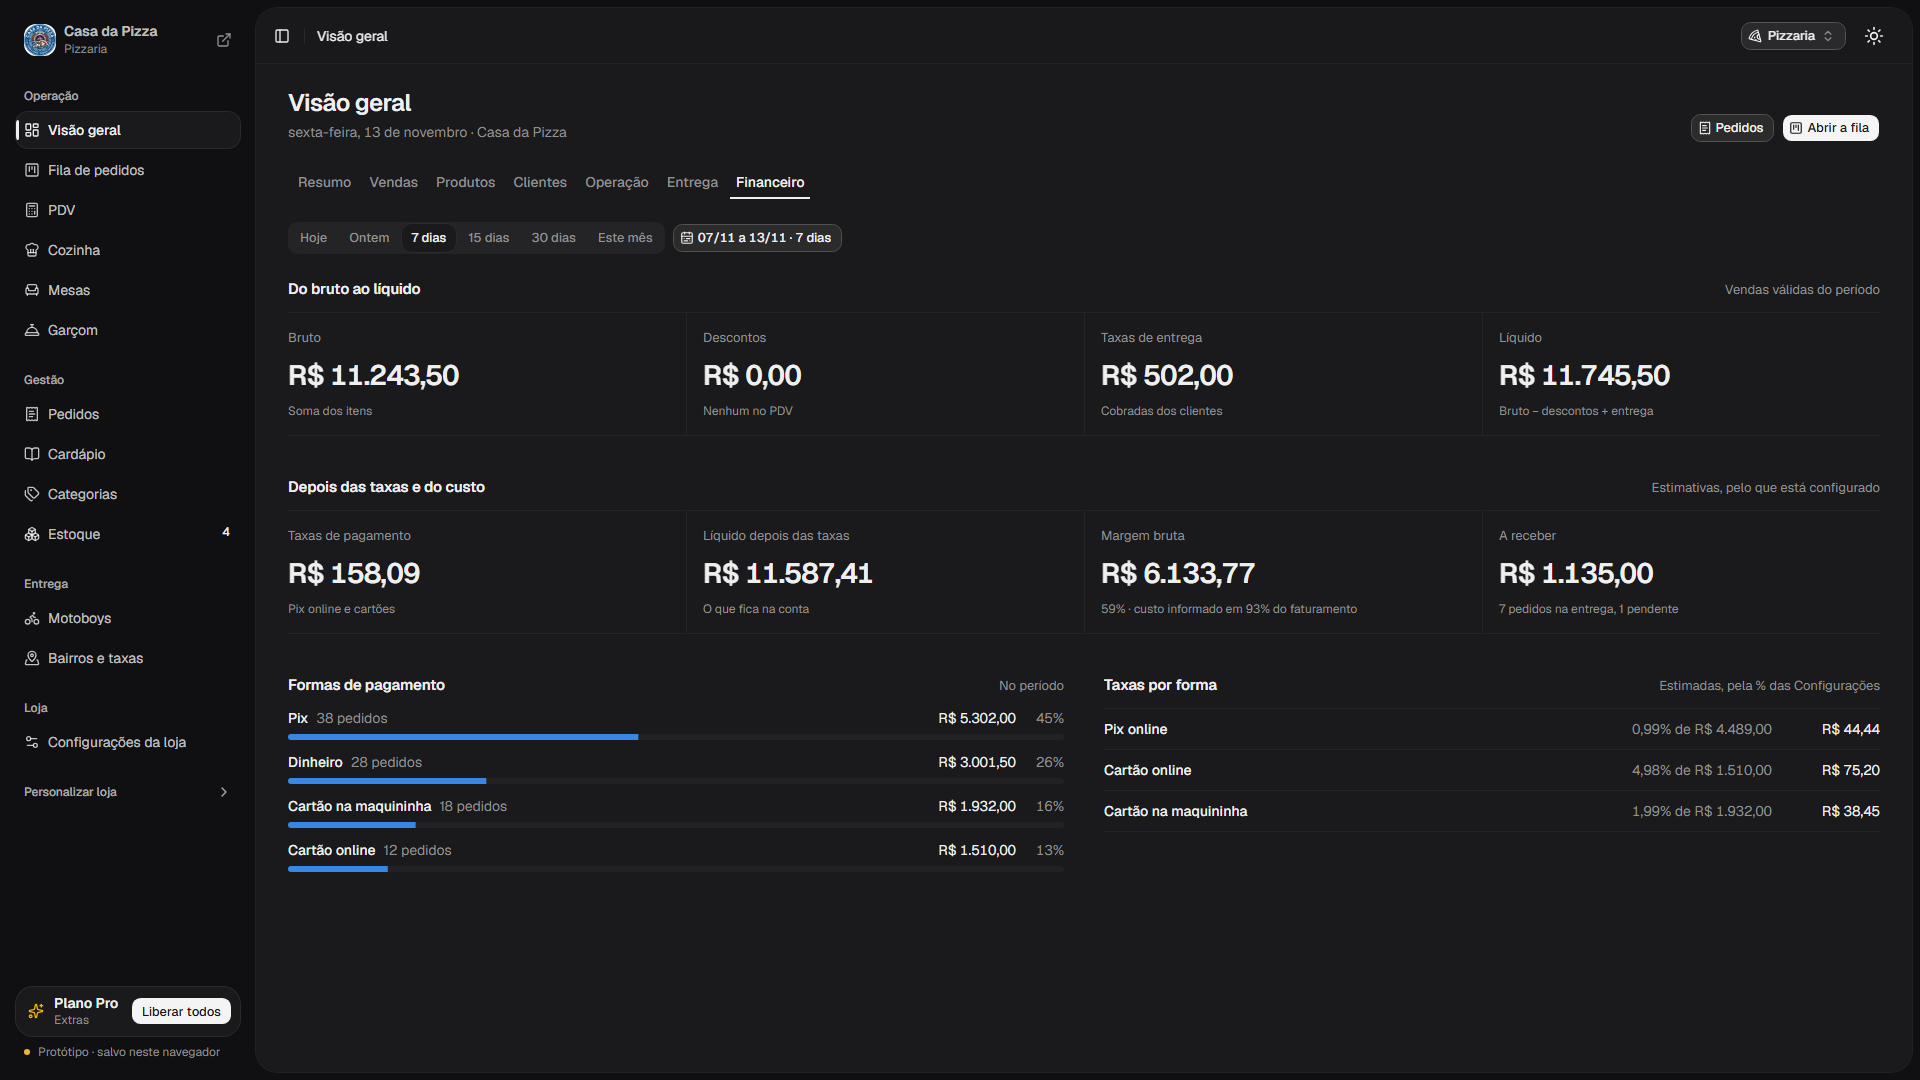 Casa da Pizza
Pizzaria
Operação
Visão geral
Fila de pedidos
PDV
Cozinha
Mesas
Garçom
Gestão
Pedidos
Cardápio
Categorias
Estoque 4
Entrega
Motoboys
Bairros e taxas
Loja
Configurações da loja
Personalizar loja
Plano Pro
Extras
Liberar todos
Protótipo · salvo neste navegador
Visão geral
Pizzaria
Visão geral
sexta-feira, 13 de novembro · Casa da Pizza
Pedidos
Abrir a fila
Resumo Vendas Produtos Clientes Operação Entrega Financeiro
Hoje Ontem 7 dias 15 dias 30 dias Este mês 07/11 a 13/11 · 7 dias
Do bruto ao líquido
Vendas válidas do período
Bruto
R$ 11.243,50
Soma dos itens
Descontos
R$ 0,00
Nenhum no PDV
Taxas de entrega
R$ 502,00
Cobradas dos clientes
Líquido
R$ 11.745,50
Bruto − descontos + entrega
Depois das taxas e do custo
Estimativas, pelo que está configurado
Taxas de pagamento
R$ 158,09
Pix online e cartões
Líquido depois das taxas
R$ 11.587,41
O que fica na conta
Margem bruta
R$ 6.133,77
59% · custo informado em 93% do faturamento
A receber
R$ 1.135,00
7 pedidos na entrega, 1 pendente
Formas de pagamento
No período
Pix 38 pedidos R$ 5.302,00 45%
Dinheiro 28 pedidos R$ 3.001,50 26%
Cartão na maquininha 18 pedidos R$ 1.932,00 16%
Cartão online 12 pedidos R$ 1.510,00 13%
Taxas por forma
Estimadas, pela % das Configurações
Pix online 0,99% de R$ 4.489,00 R$ 44,44
Cartão online 4,98% de R$ 1.510,00 R$ 75,20
Cartão na maquininha 1,99% de R$ 1.932,00 R$ 38,45